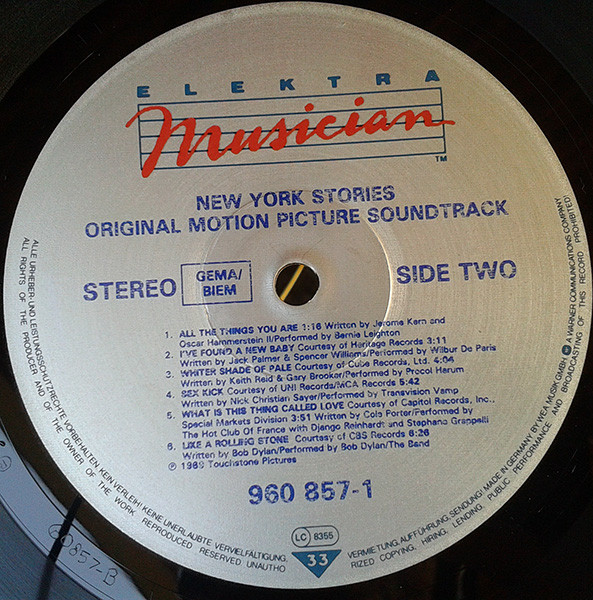 ELEKTRA
Musician
TM
NEW YORK STORIES
ORIGINAL MOTION PICTURE SOUNDTRACK
STEREO
GEMA/
BIEM
SIDE TWO
1. ALL THE THINGS YOU ARE 1:16 Written by Jerome Kern and
Oscar Hammerstein II/Performed by Bernie Leighton
2. I'VE FOUND A NEW BABY Courtesy of Heritage Records 3:11
Written by Jack Palmer & Spencer Williams/Performed by Wilbur De Paris
3. WHITER SHADE OF PALE Courtesy of Cube Records, Ltd. 4:04
Written by Keith Reid & Gary Brooker/Performed by Procol Harum
4. SEX KICK Courtesy of UNI Records/MCA Records 5:42
Written by Nick Christian Sayer/Performed by Transvision Vamp
5. WHAT IS THIS THING CALLED LOVE Courtesy of Capitol Records, Inc.,
Special Markets Division 3:51 Written by Cole Porter/Performed by
The Hot Club Of France with Django Reinhardt and Stephane Grappelli
6. LIKE A ROLLING STONE Courtesy of CBS Records 6:26
Written by Bob Dylan/Performed by Bob Dylan/The Band
℗ 1989 Touchstone Pictures
960 857-1
LC 8355
33
ALLE URHEBER- UND LEISTUNGSSCHUTZRECHTE VORBEHALTEN KEIN VERLEIH! KEINE UNERLAUBTE VERVIELFÄLTIGUNG, VERMIETUNG, AUFFÜHRUNG, SENDUNG! MADE IN GERMANY BY WEA MUSIK GMBH A WARNER COMMUNICATIONS COMPANY
ALL RIGHTS OF THE PRODUCER AND OF THE OWNER OF THE WORK REPRODUCED RESERVED UNAUTHORIZED COPYING, HIRING, LENDING, PUBLIC PERFORMANCE AND BROADCASTING OF THIS RECORD PROHIBITED!
60857-B